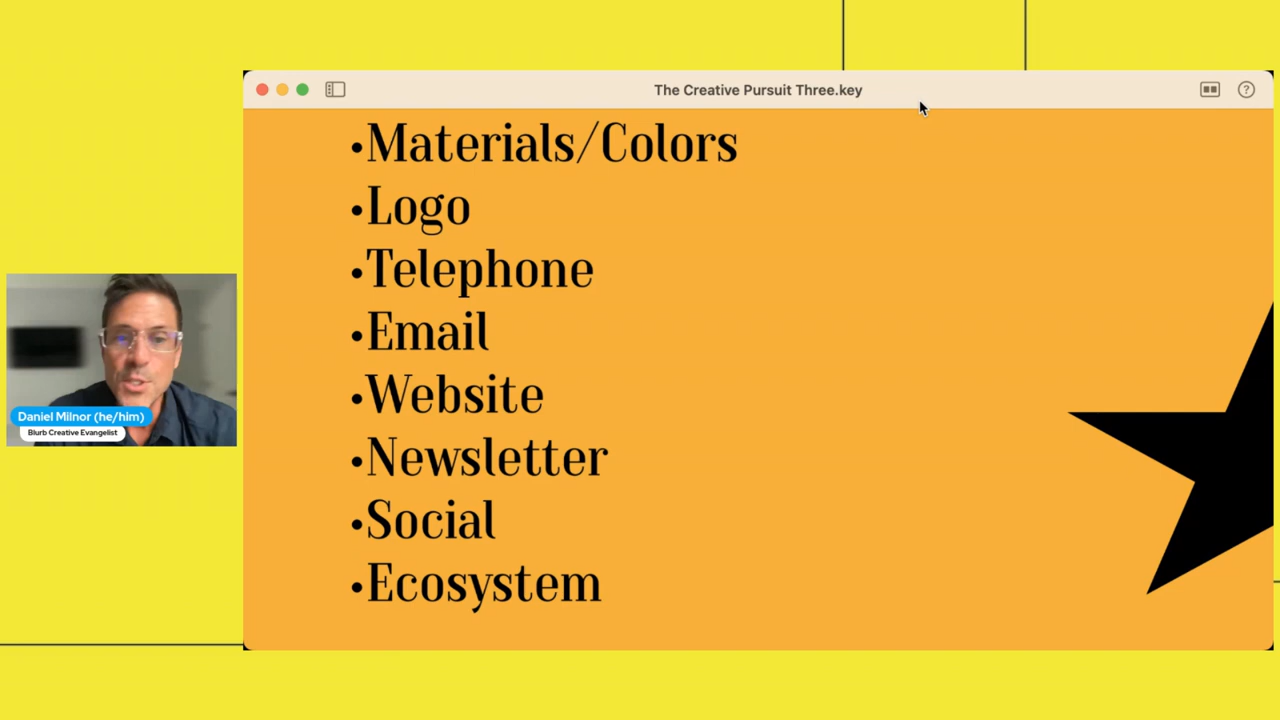 The Creative Pursuit Three.key
•Materials/Colors
•Logo
•Telephone
•Email
•Website
•Newsletter
•Social
•Ecosystem
Daniel Milnor (he/him)
Blurb Creative Evangelist